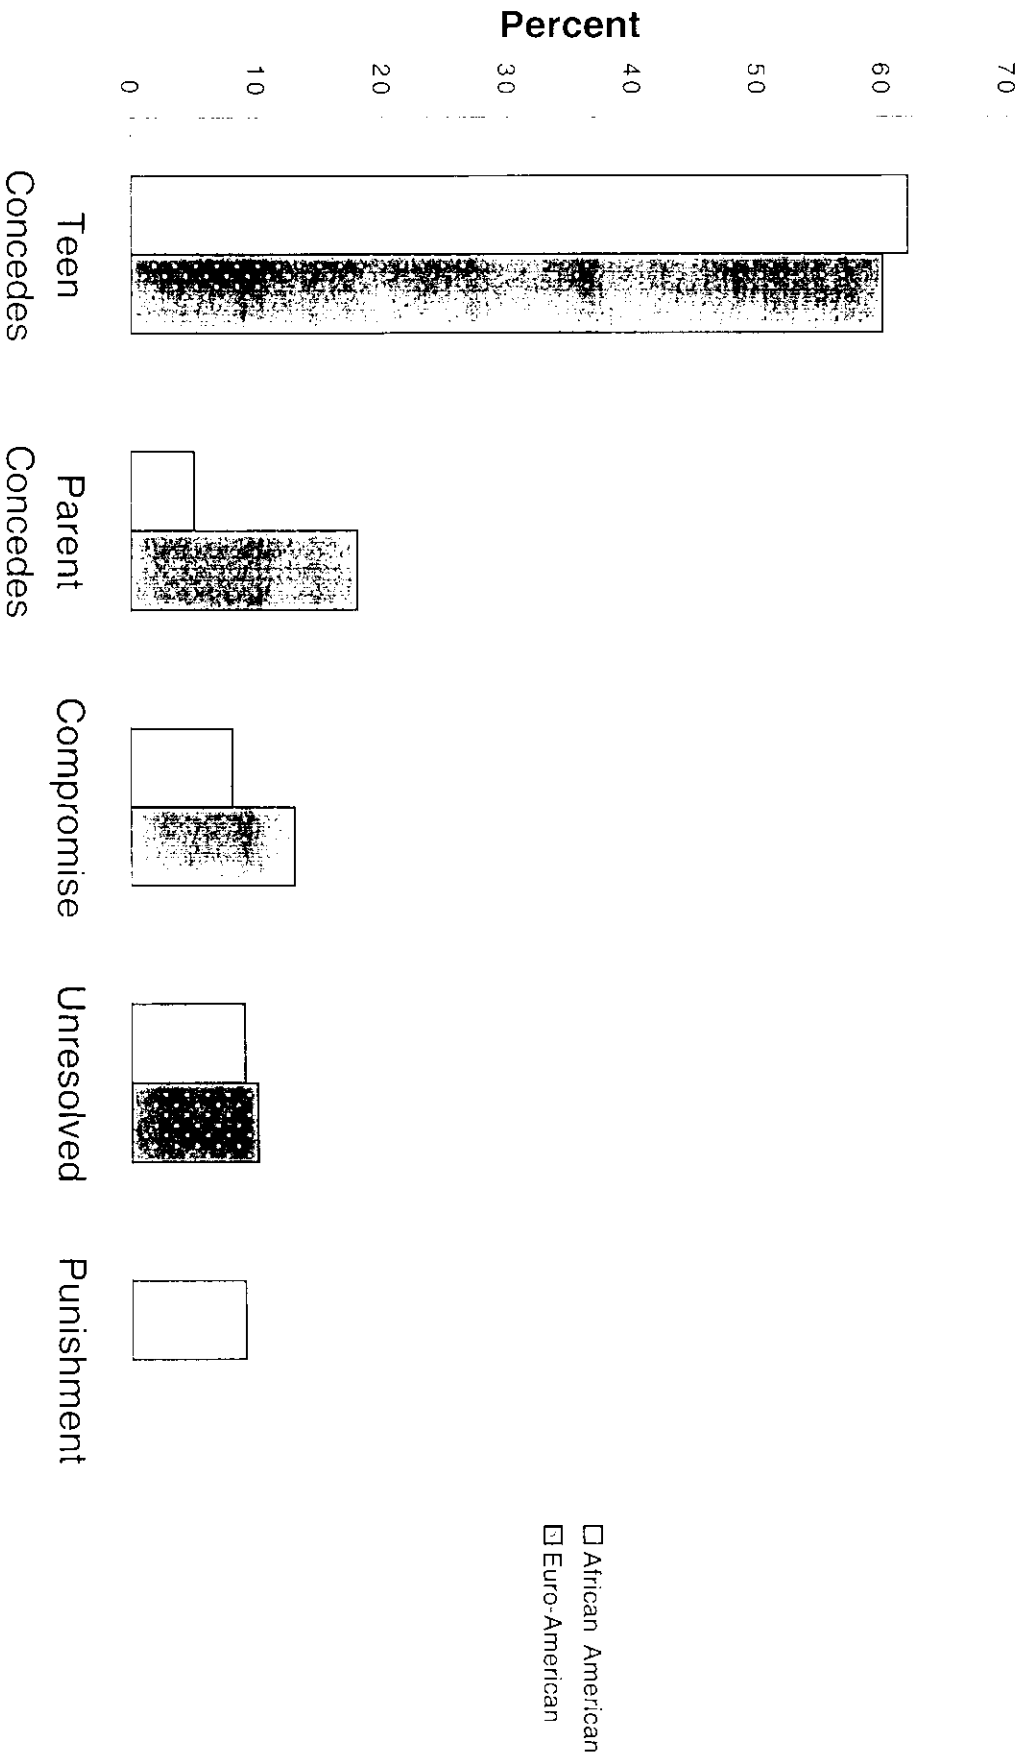 Percent
70
60
50
40
30
20
10
0
Teen
Concedes
Parent
Concedes
Compromise
Unresolved
Punishment
African American
Euro-American